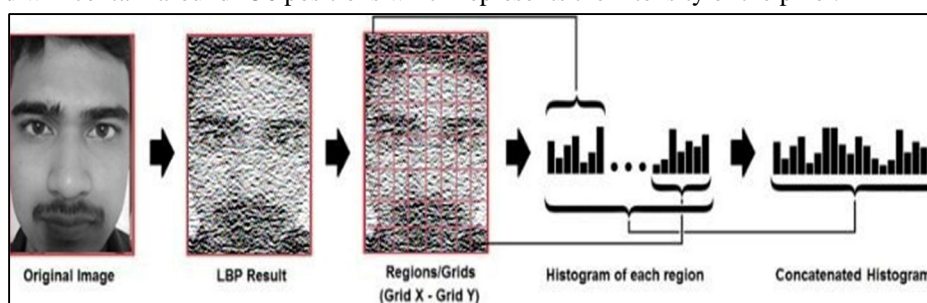 Original Image
LBP Result
Regions/Grids
(Grid X - Grid Y)
Histogram of each region
Concatenated Histogram